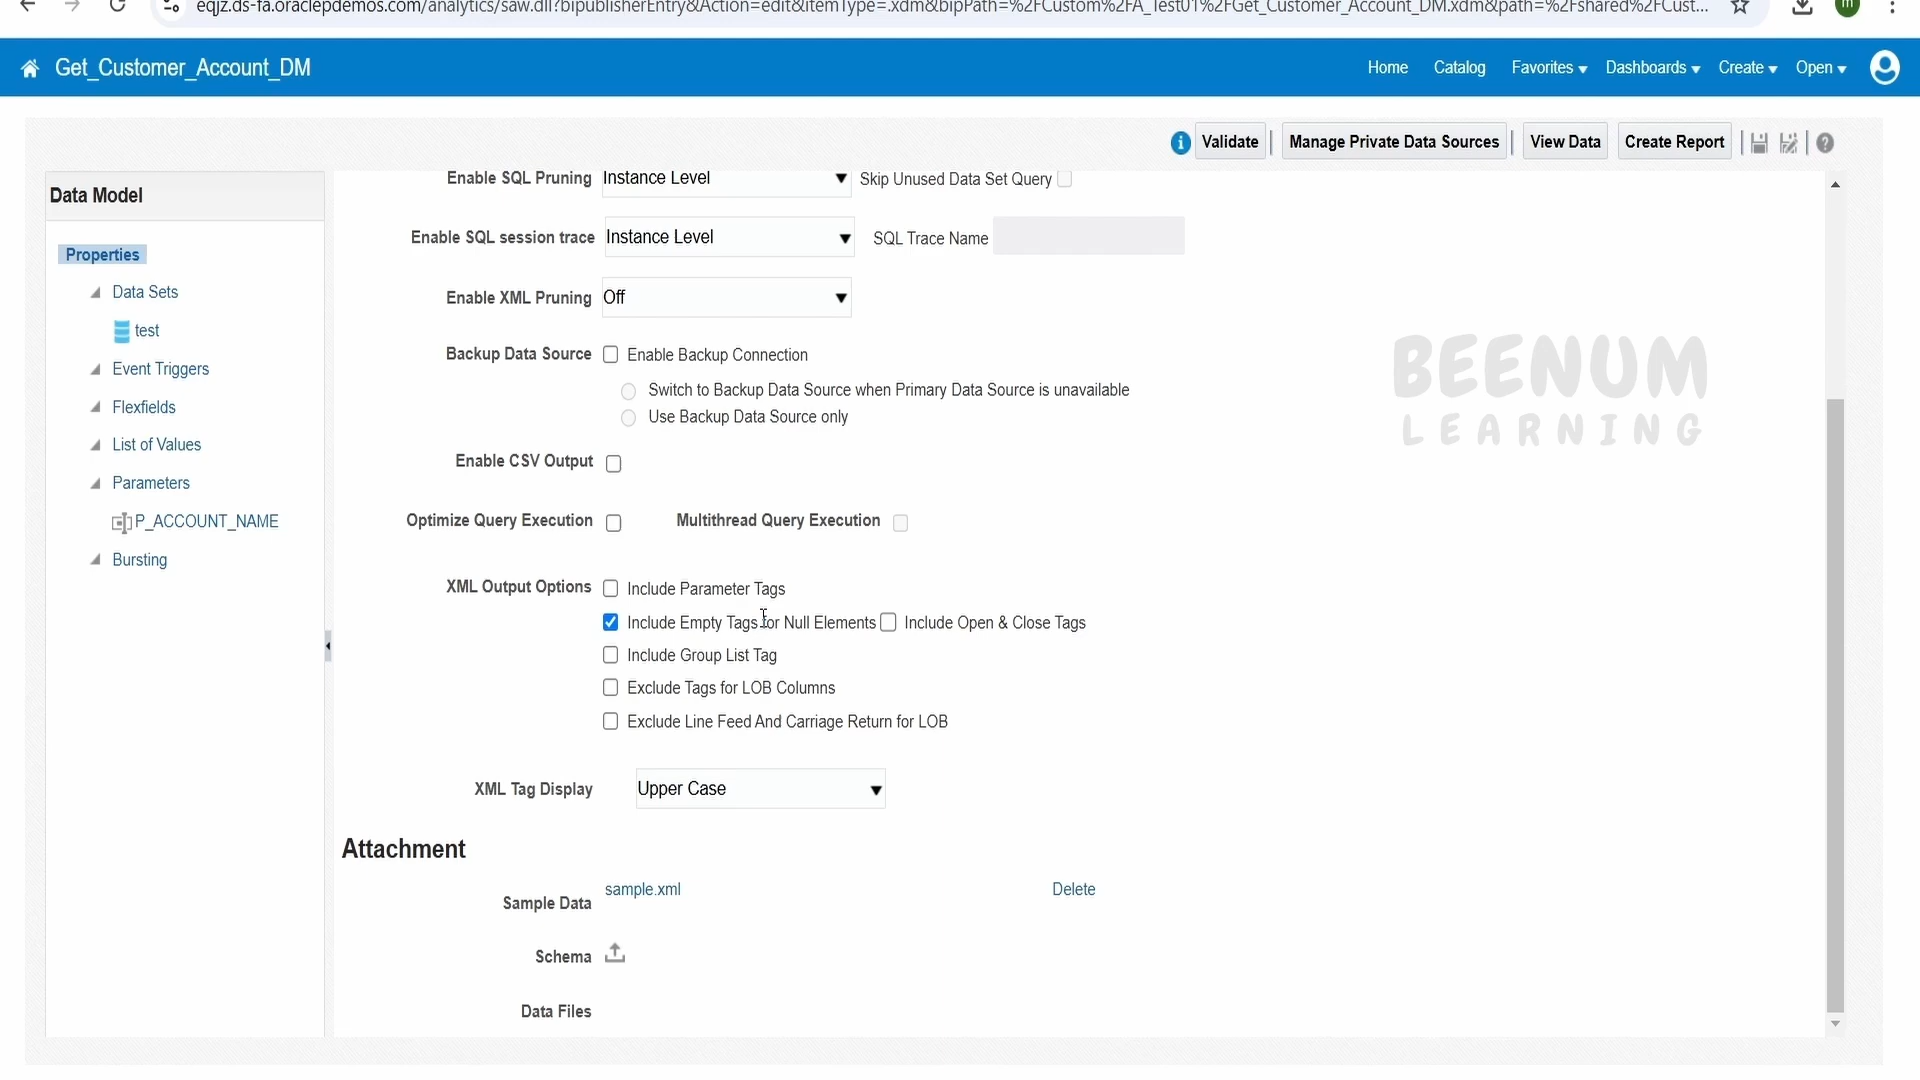 eqjz.ds-fa.oraclepdemos.com/analytics/saw.dll?bipublisherEntry&Action=edit&itemType=.xdm&bipPath=%2FCustom%2FA_Test01%2FGet_Customer_Account_DM.xdm&path=%2Fshared%2FCust...
m
Get_Customer_Account_DM
Home Catalog Favorites Dashboards Create Open
Validate Manage Private Data Sources View Data Create Report
Data Model
Properties
Data Sets
test
Event Triggers
Flexfields
List of Values
Parameters
P_ACCOUNT_NAME
Bursting
Enable SQL Pruning Instance Level Skip Unused Data Set Query
Enable SQL session trace Instance Level SQL Trace Name
Enable XML Pruning Off
Backup Data Source Enable Backup Connection
Switch to Backup Data Source when Primary Data Source is unavailable
Use Backup Data Source only
Enable CSV Output
Optimize Query Execution Multithread Query Execution
XML Output Options Include Parameter Tags
Include Empty Tags for Null Elements Include Open & Close Tags
Include Group List Tag
Exclude Tags for LOB Columns
Exclude Line Feed And Carriage Return for LOB
XML Tag Display Upper Case
Attachment
Sample Data sample.xml Delete
Schema
Data Files
BEENUM
LEARNING